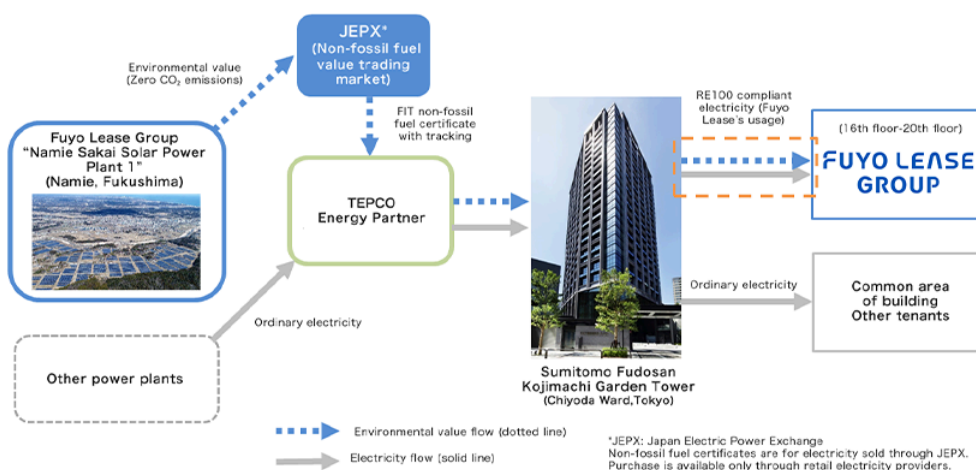 JEPX*
(Non-fossil fuel
value trading
market)
Environmental value
(Zero CO₂ emissions)
FIT non-fossil
fuel certificate
with tracking
Fuyo Lease Group
"Namie Sakai Solar Power
Plant 1"
(Namie, Fukushima)
TEPCO
Energy Partner
RE100 compliant
electricity (Fuyo
Lease's usage)
(16th floor-20th floor)
FUYO LEASE
GROUP
Ordinary electricity
Other power plants
Ordinary electricity
Common area
of building
Other tenants
Sumitomo Fudosan
Kojimachi Garden Tower
(Chiyoda Ward,Tokyo)
Environmental value flow (dotted line)
Electricity flow (solid line)
*JEPX: Japan Electric Power Exchange
Non-fossil fuel certificates are for electricity sold through JEPX.
Purchase is available only through retail electricity providers.